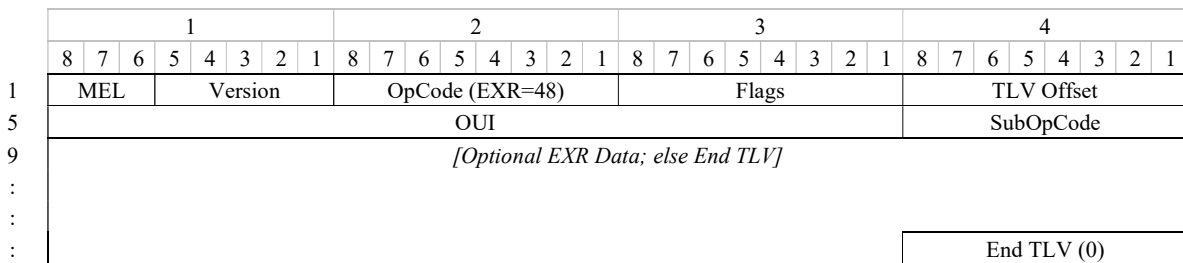 1 2 3 4
8 7 6 5 4 3 2 1 8 7 6 5 4 3 2 1 8 7 6 5 4 3 2 1 8 7 6 5 4 3 2 1
1 MEL Version OpCode (EXR=48) Flags TLV Offset
5 OUI SubOpCode
9 [Optional EXR Data; else End TLV]
:
:
: End TLV (0)